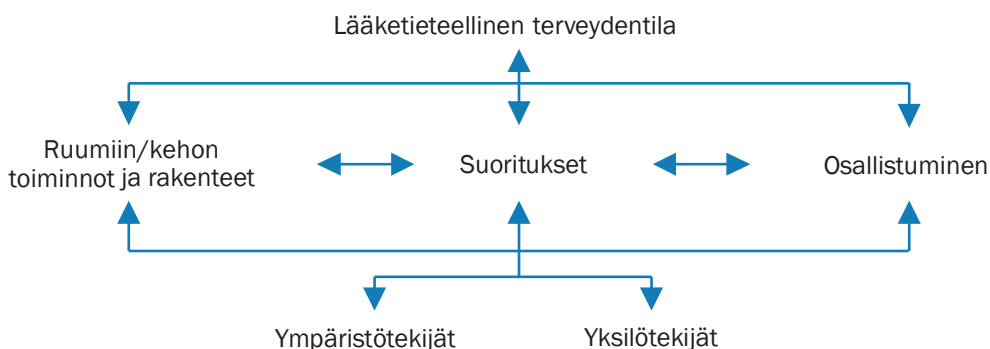 Lääketieteellinen terveydentila
Ruumiin/kehon
toiminnot ja rakenteet
Suoritukset
Osallistuminen
Ympäristötekijät
Yksilötekijät